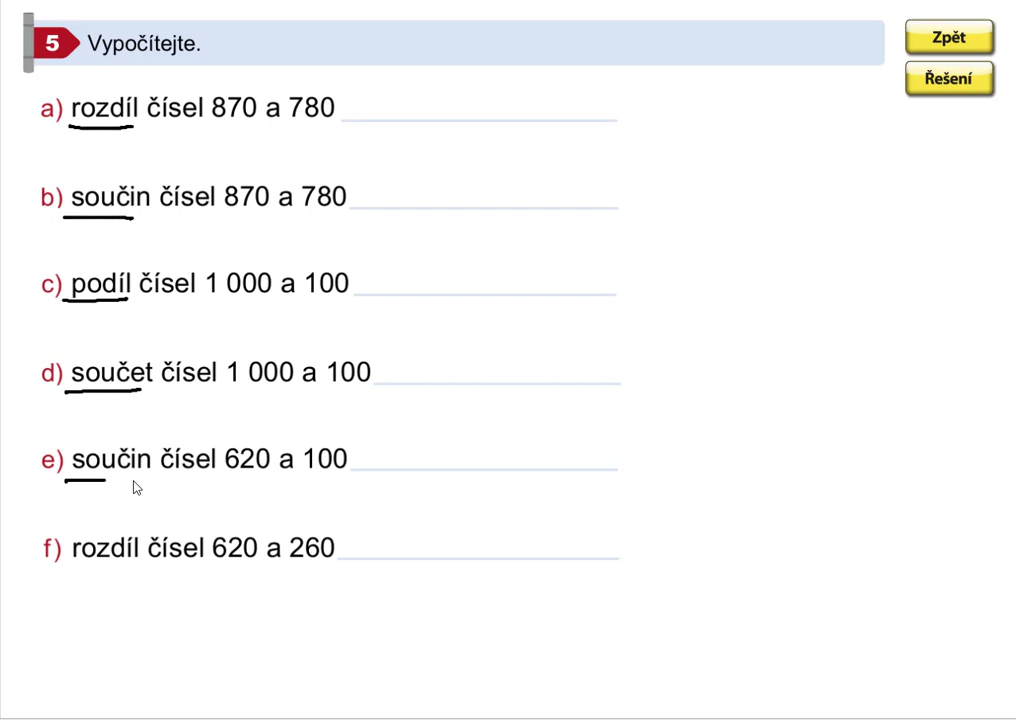 5 Vypočítejte.
Zpět
Řešení
a) rozdíl čísel 870 a 780
b) součin čísel 870 a 780
c) podíl čísel 1 000 a 100
d) součet čísel 1 000 a 100
e) součin čísel 620 a 100
f) rozdíl čísel 620 a 260